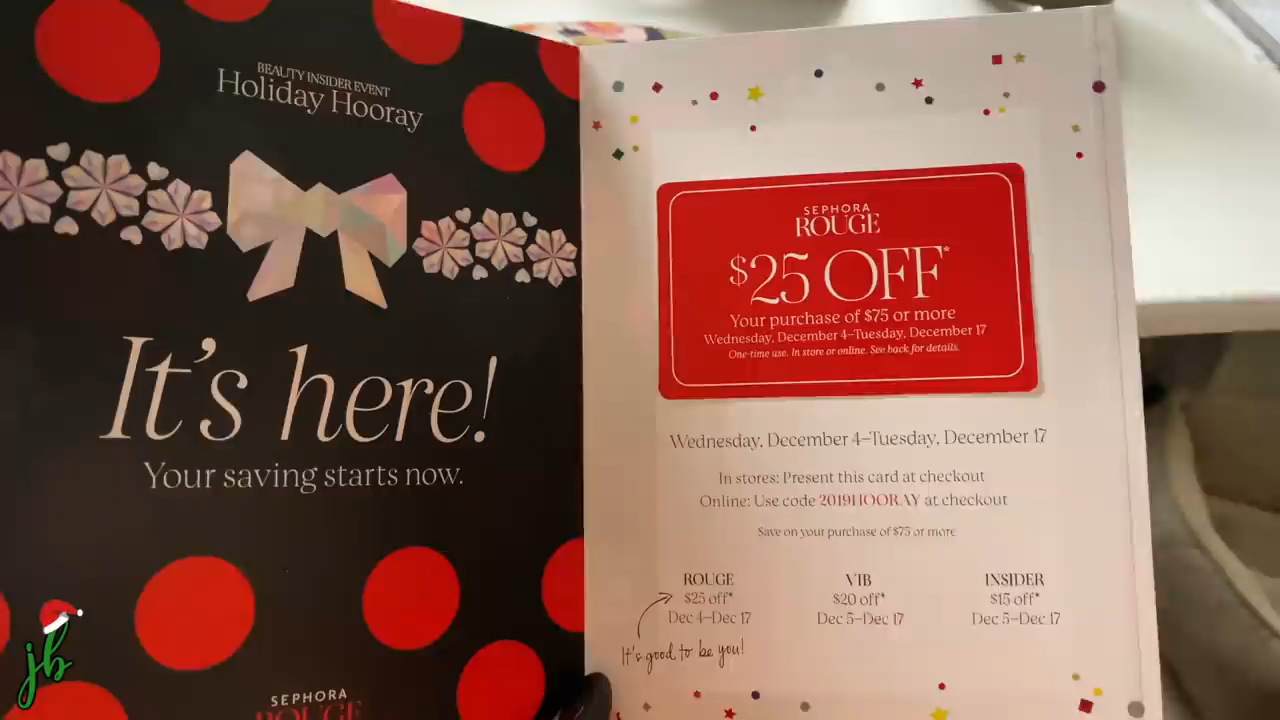 BEAUTY INSIDER EVENT
Holiday Hooray
It's here!
Your saving starts now.
SEPHORA
ROUGE
SEPHORA
ROUGE
$25 OFF*
Your purchase of $75 or more
Wednesday, December 4–Tuesday, December 17
One-time use. In store or online. See back for details.
Wednesday, December 4–Tuesday, December 17
In stores: Present this card at checkout
Online: Use code 2019HOORAY at checkout
Save on your purchase of $75 or more
ROUGE
$25 off*
Dec 4–Dec 17
VIB
$20 off*
Dec 5–Dec 17
INSIDER
$15 off*
Dec 5–Dec 17
It's good to be you!
jb